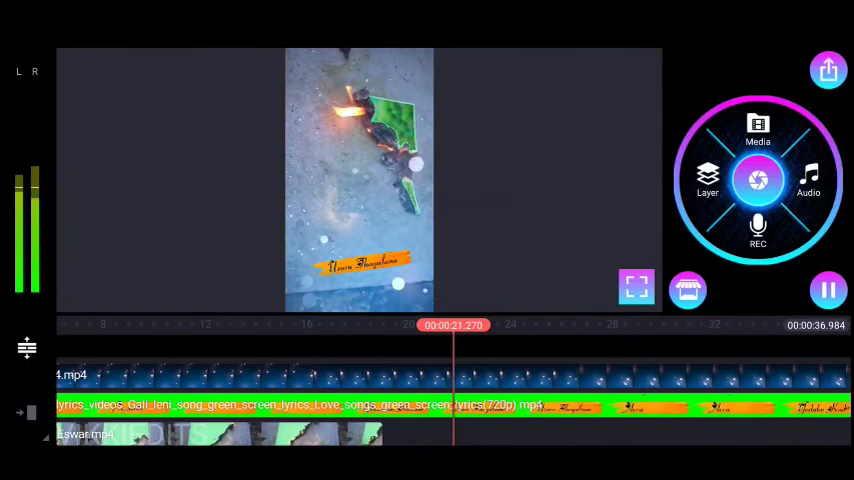 L R
Media
Layer
Audio
REC
8 12 16 20 00:00:21.270 24 28 32 00:00:36.984
4.mp4
lyrics_videos_Gali_leni_song_green_screen_lyrics_Love_songs_green_screen_lyrics(720p).mp4
Eswar.mp4